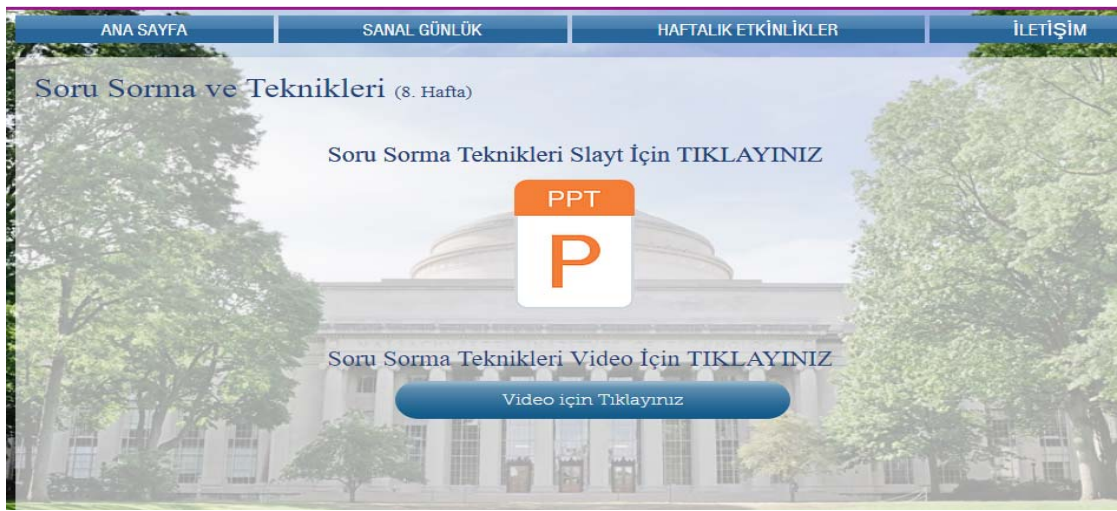 ANA SAYFA SANAL GÜNLÜK HAFTALIK ETKİNLİKLER İLETİŞİM
Soru Sorma ve Teknikleri (8. Hafta)
Soru Sorma Teknikleri Slayt İçin TIKLAYINIZ
PPT
P
Soru Sorma Teknikleri Video İçin TIKLAYINIZ
Video için Tıklayınız